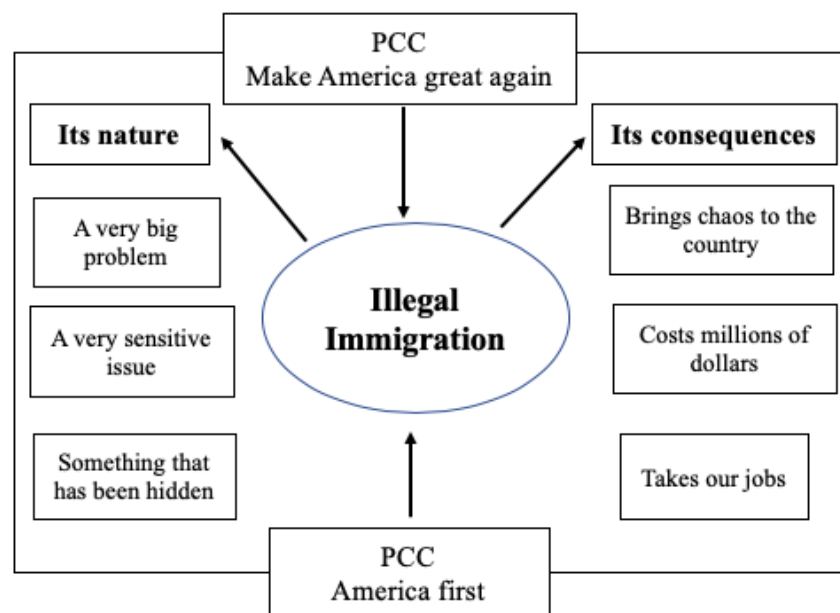 PCC
Make America great again
Its nature
Its consequences
A very big
problem
Brings chaos to the
country
Illegal
Immigration
A very sensitive
issue
Costs millions of
dollars
Something that
has been hidden
Takes our jobs
PCC
America first